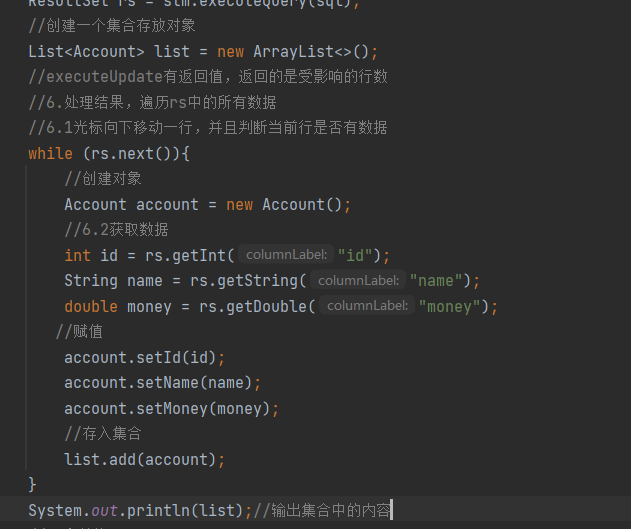 ResultSet rs = stm.executeQuery(sql);
//创建一个集合存放对象
List<Account> list = new ArrayList<>();
//executeUpdate有返回值，返回的是受影响的行数
//6.处理结果，遍历rs中的所有数据
//6.1光标向下移动一行，并且判断当前行是否有数据
while (rs.next()){
//创建对象
Account account = new Account();
//6.2获取数据
int id = rs.getInt( columnLabel: "id");
String name = rs.getString( columnLabel: "name");
double money = rs.getDouble( columnLabel: "money");
//赋值
account.setId(id);
account.setName(name);
account.setMoney(money);
//存入集合
list.add(account);
}
System.out.println(list);//输出集合中的内容